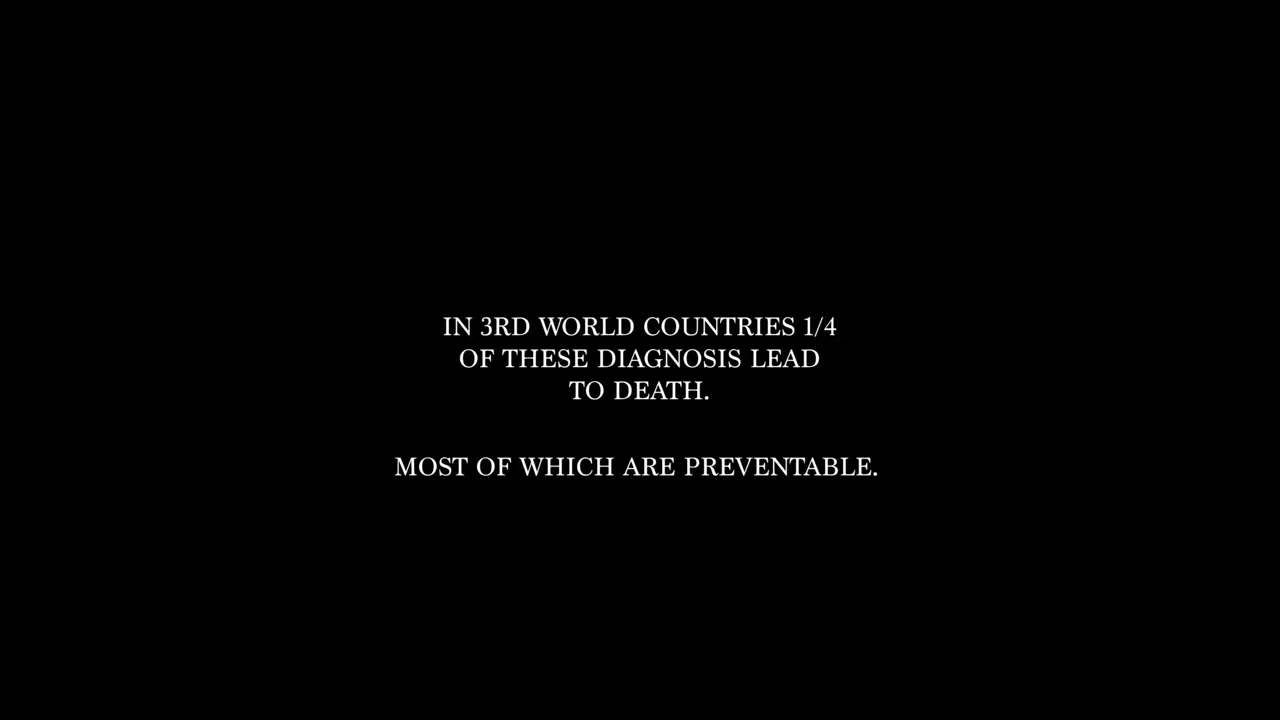 IN 3RD WORLD COUNTRIES 1/4
OF THESE DIAGNOSIS LEAD
TO DEATH.
MOST OF WHICH ARE PREVENTABLE.